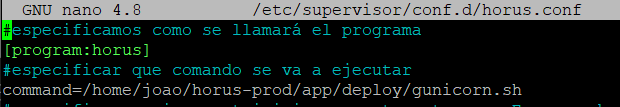 GNU nano 4.8 /etc/supervisor/conf.d/horus.conf
#especificamos como se llamará el programa
[program:horus]
#especificar que comando se va a ejecutar
command=/home/joao/horus-prod/app/deploy/gunicorn.sh